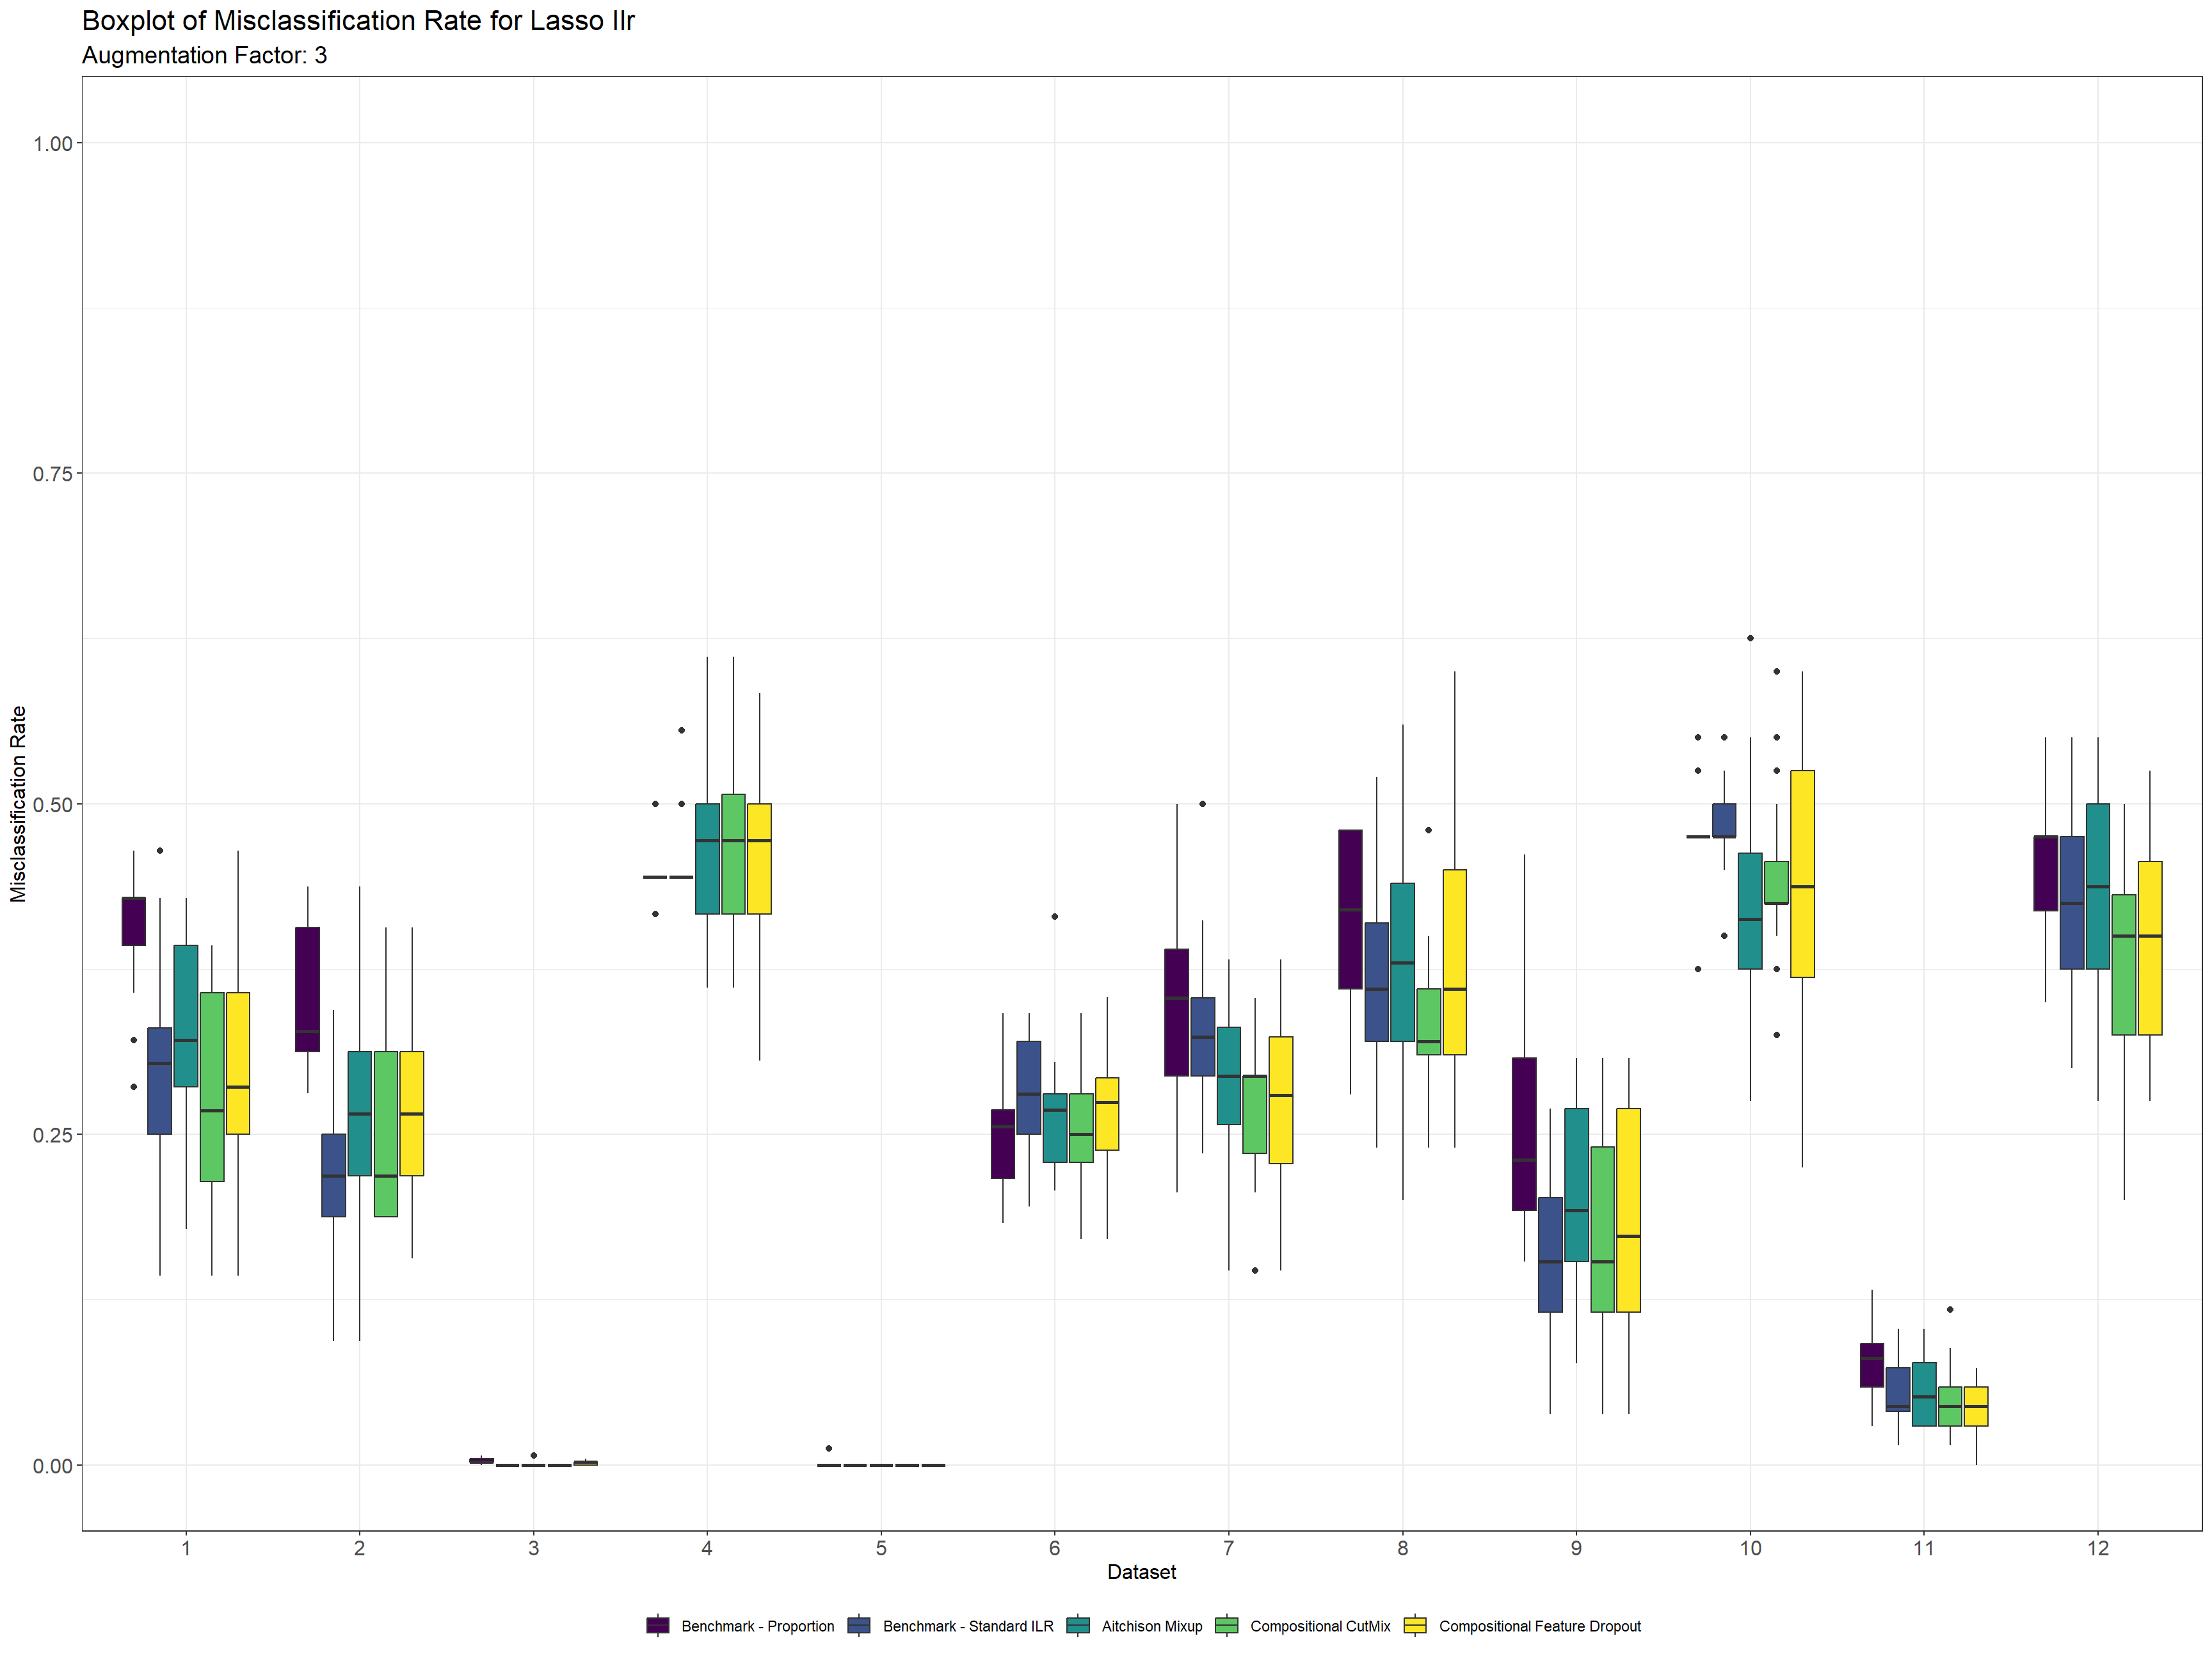 Boxplot of Misclassification Rate for Lasso Ilr
Augmentation Factor: 3
Misclassification Rate
1.00
0.75
0.50
0.25
0.00
1 2 3 4 5 6 7 8 9 10 11 12
Dataset
Benchmark - Proportion Benchmark - Standard ILR Aitchison Mixup Compositional CutMix Compositional Feature Dropout